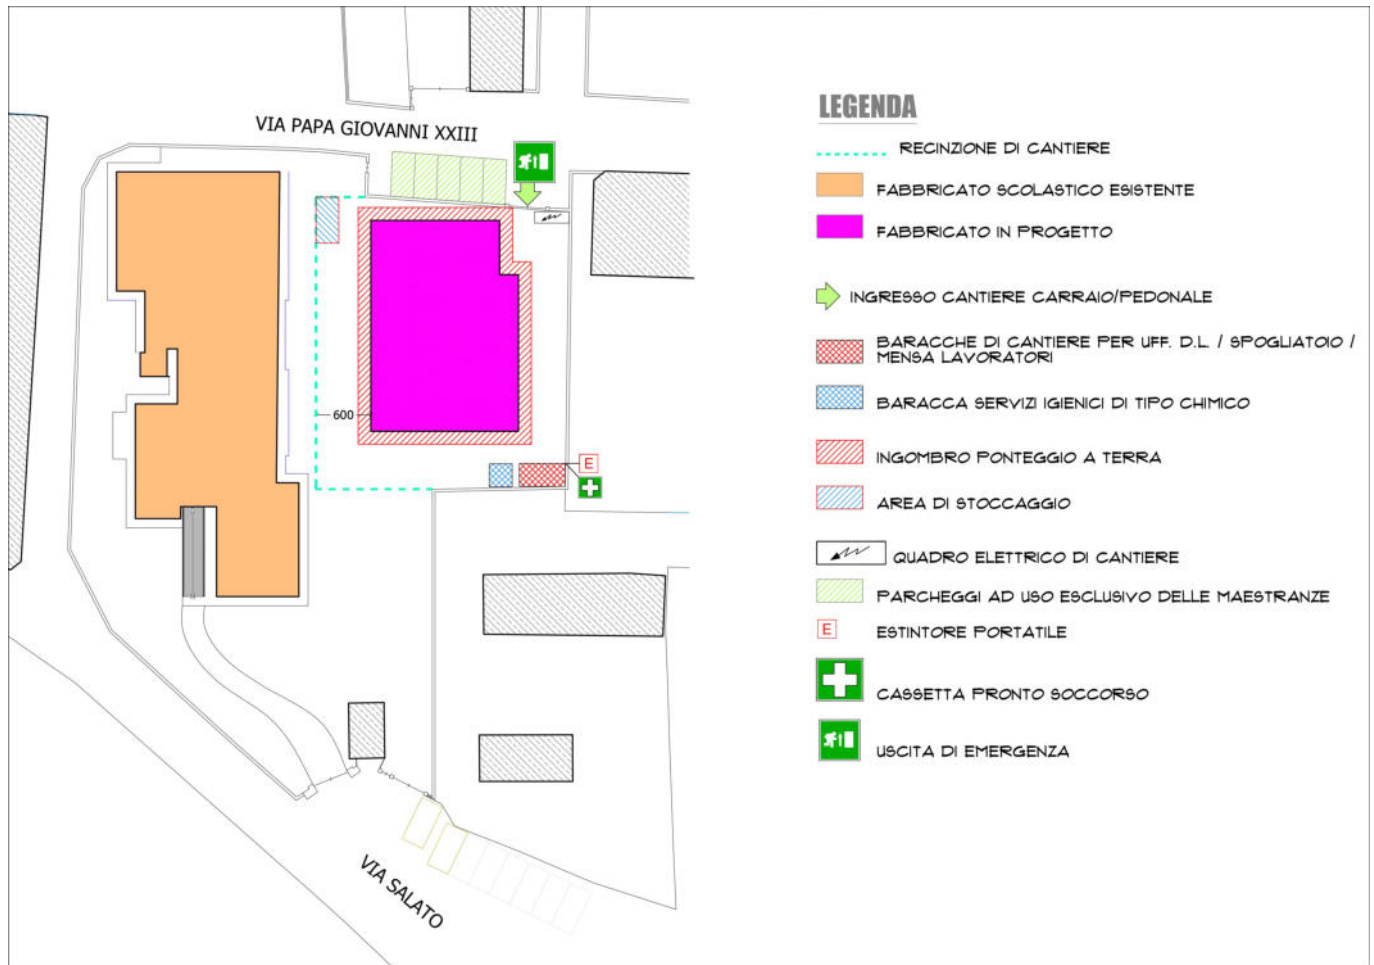 VIA PAPA GIOVANNI XXIII
600
E
VIA SALATO
LEGENDA
RECINZIONE DI CANTIERE
FABBRICATO SCOLASTICO ESISTENTE
FABBRICATO IN PROGETTO
INGRESSO CANTIERE CARRAIO/PEDONALE
BARACCHE DI CANTIERE PER UFF. D.L. / SPOGLIATOIO /
MENSA LAVORATORI
BARACCA SERVIZI IGIENICI DI TIPO CHIMICO
INGOMBRO PONTEGGIO A TERRA
AREA DI STOCCAGGIO
QUADRO ELETTRICO DI CANTIERE
PARCHEGGI AD USO ESCLUSIVO DELLE MAESTRANZE
E ESTINTORE PORTATILE
CASSETTA PRONTO SOCCORSO
USCITA DI EMERGENZA